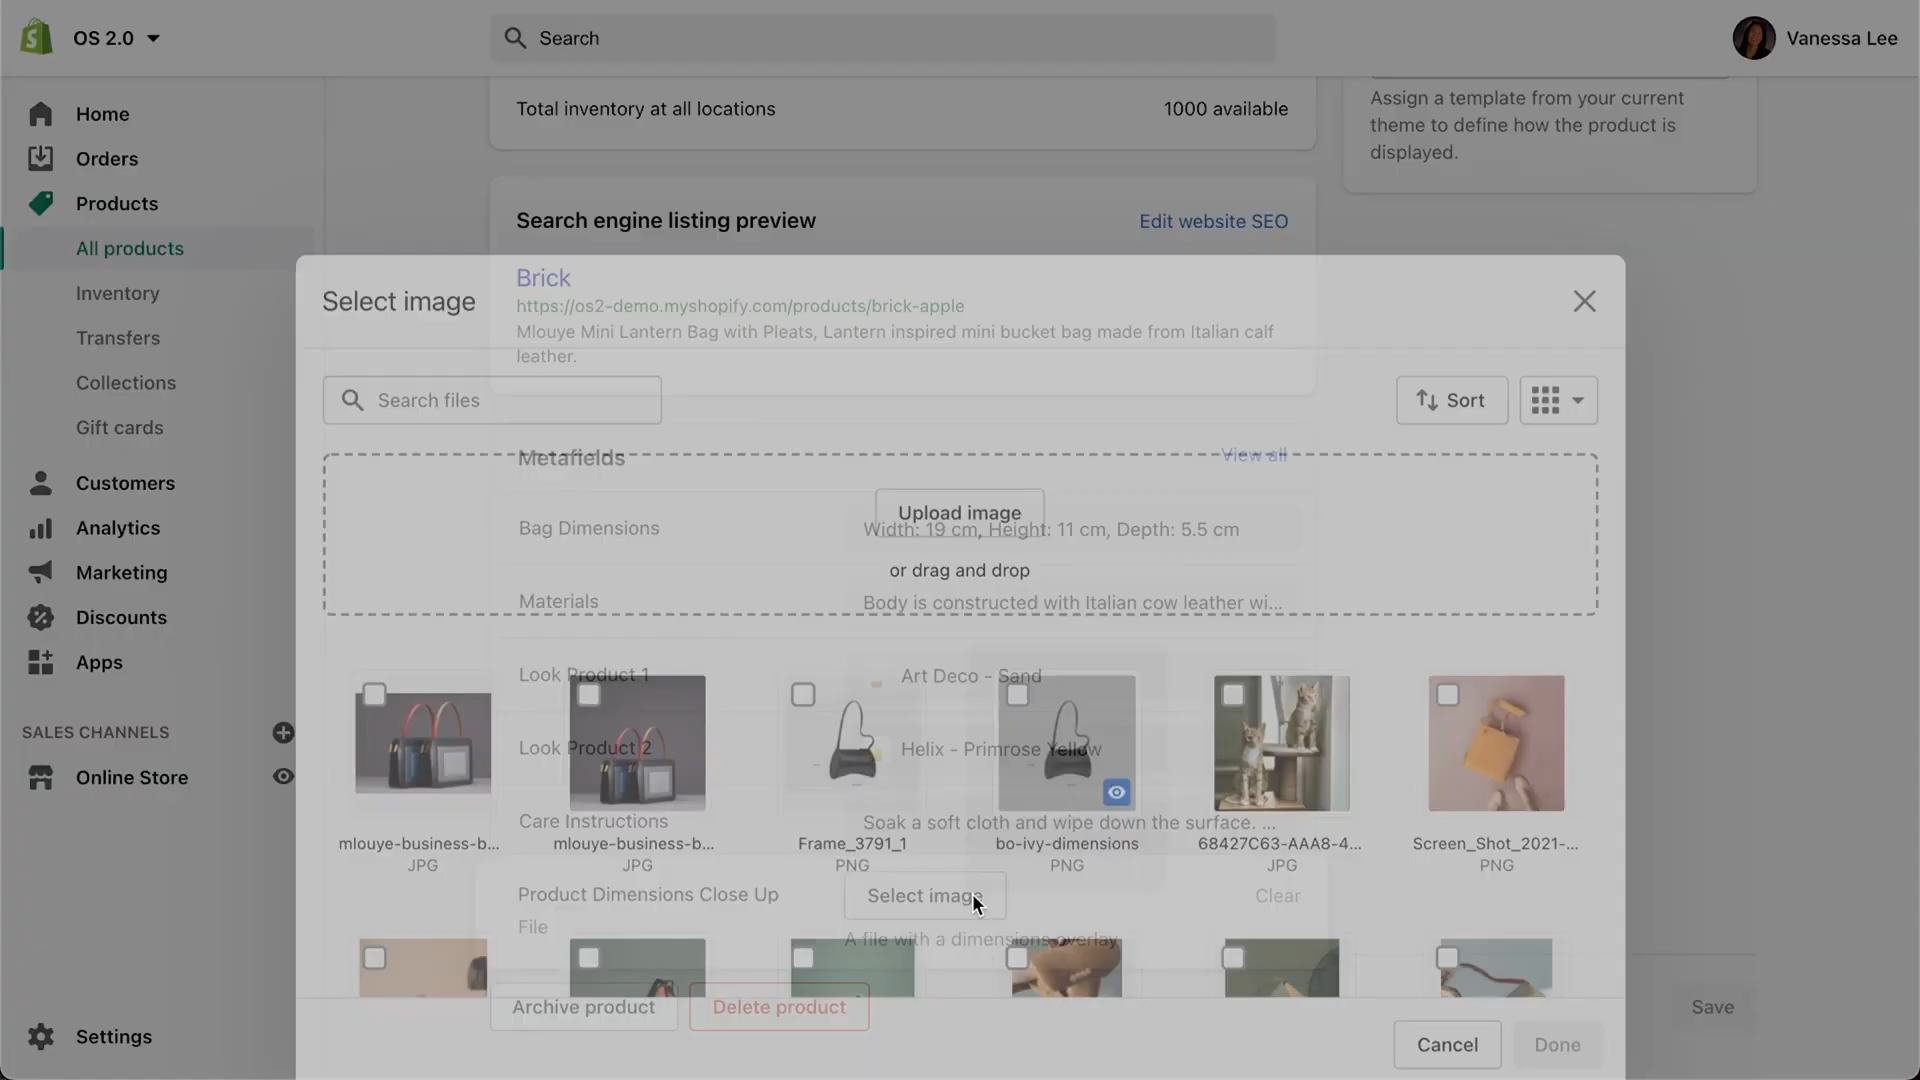 OS 2.0
Search
Vanessa Lee
Home
Orders
Products
All products
Inventory
Transfers
Collections
Gift cards
Customers
Analytics
Marketing
Discounts
Apps
SALES CHANNELS
Online Store
Settings
Total inventory at all locations
1000 available
Assign a template from your current
theme to define how the product is
displayed.
Search engine listing preview
Edit website SEO
Select image
Brick
https://os2-demo.myshopify.com/products/brick-apple
Mlouye Mini Lantern Bag with Pleats, Lantern inspired mini bucket bag made from Italian calf
leather.
Search files
Sort
Metafields
View all
Upload image
Bag Dimensions
Width: 19 cm, Height: 11 cm, Depth: 5.5 cm
or drag and drop
Materials
Body is constructed with Italian cow leather wi...
Look Product 1
Art Deco - Sand
Look Product 2
Helix - Primrose Yellow
Care Instructions
Soak a soft cloth and wipe down the surface. ...
mlouye-business-b...
JPG
mlouye-business-b...
JPG
Frame_3791_1
PNG
bo-ivy-dimensions
PNG
68427C63-AAA8-4...
JPG
Screen_Shot_2021-...
PNG
Product Dimensions Close Up
Select image
Clear
File
A file with a dimensions overlay
Archive product
Delete product
Save
Cancel
Done